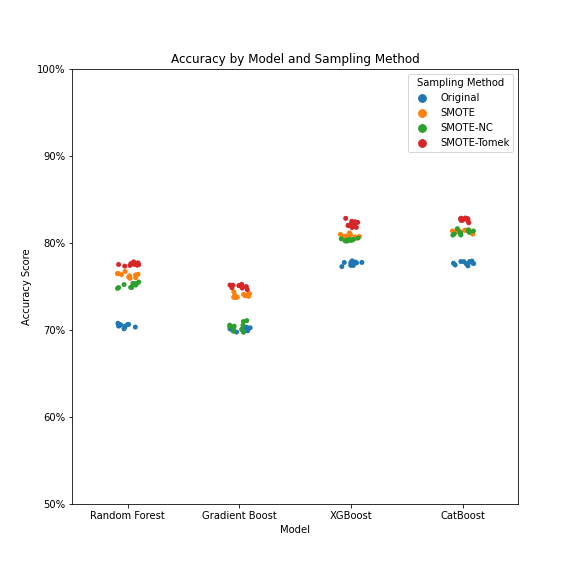 Accuracy by Model and Sampling Method
100%
90%
80%
70%
60%
50%
Accuracy Score
Sampling Method
Original
SMOTE
SMOTE-NC
SMOTE-Tomek
Random Forest
Gradient Boost
XGBoost
CatBoost
Model